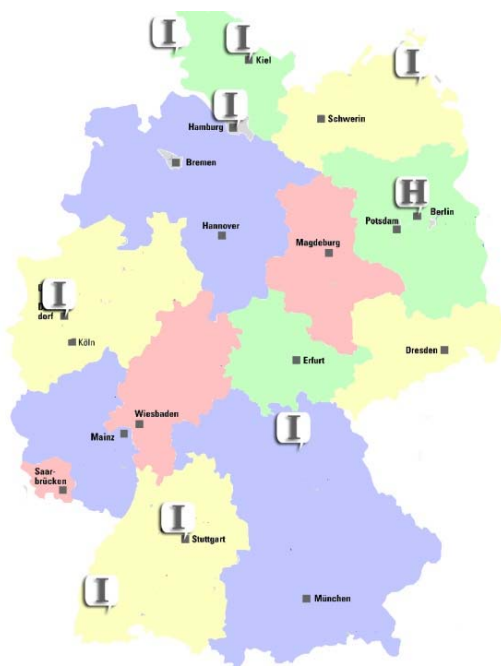 I
I
Kiel
I
I
Hamburg
Schwerin
Bremen
H
Berlin
Potsdam
Hannover
Magdeburg
I
dorf
Köln
Dresden
Erfurt
Wiesbaden
I
Mainz
Saar-
brücken
I
Stuttgart
I
München